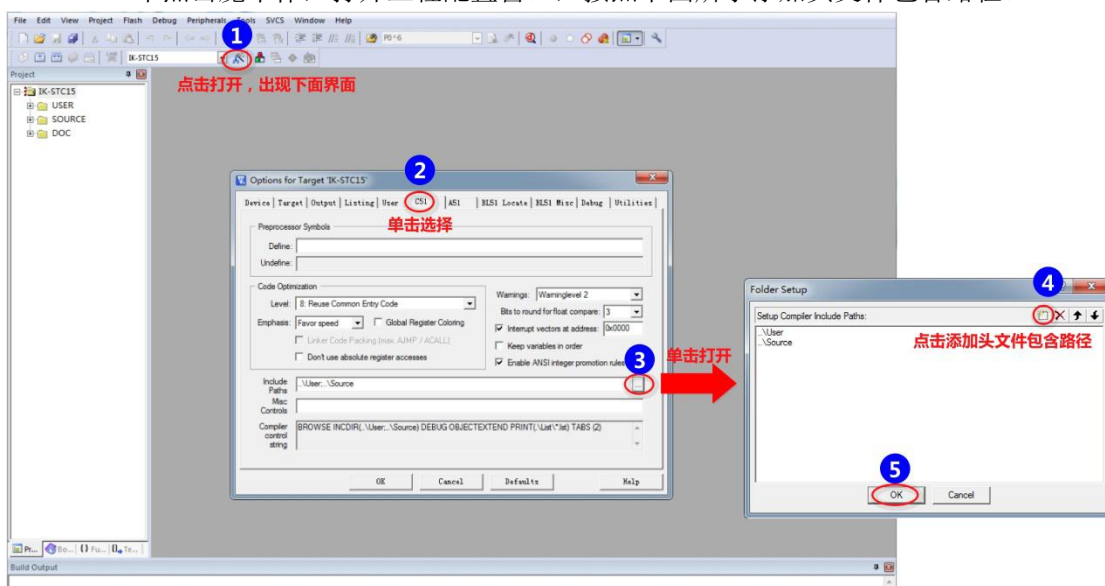 File Edit View Project Flash Debug Peripherals Tools SVCS Window Help
1
P0^6
IK-STC15
Project
点击打开，出现下面界面
IK-STC15
USER
SOURCE
DOC
2
Options for Target 'IK-STC15'
Device Target Output Listing User C51 A51 BL51 Locate BL51 Misc Debug Utilities
单击选择
Preprocessor Symbols
Define:
Undefine:
Code Optimization
Level: 8: Reuse Common Entry Code
Emphasis: Favor speed Global Register Coloring
Linker Code Packing (max. AJMP / ACALL)
Don't use absolute register accesses
Warnings: Warninglevel 2
Bits to round for float compare: 3
Interrupt vectors at address: 0x0000
Keep variables in order
Enable ANSI integer promotion rules
3
单击打开
Include Paths ..\User;..\Source
...
Misc Controls
Compiler control string BROWSE INCDIR(..\User;..\Source) DEBUG OBJECTEXTEND PRINT(.\List\*.lst) TABS (2)
OK Cancel Defaults Help
4
Folder Setup
Setup Compiler Include Paths:
..\User
..\Source
点击添加头文件包含路径
5
OK Cancel
Pr... Bo... {} Fu... Te...
Build Output